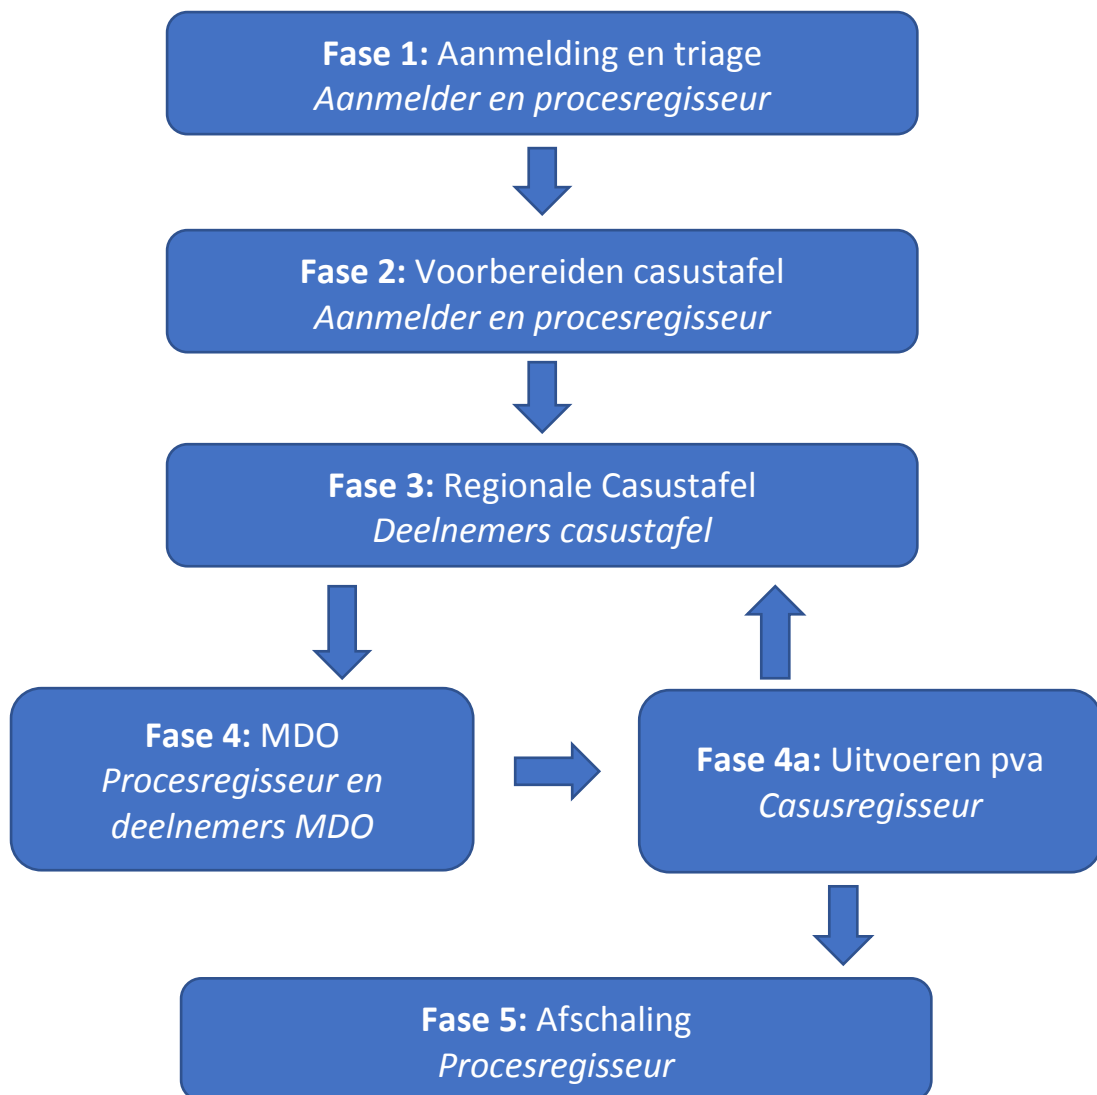 Fase 1: Aanmelding en triage
Aanmelder en procesregisseur
Fase 2: Voorbereiden casustafel
Aanmelder en procesregisseur
Fase 3: Regionale Casustafel
Deelnemers casustafel
Fase 4: MDO
Procesregisseur en
deelnemers MDO
Fase 4a: Uitvoeren pva
Casusregisseur
Fase 5: Afschaling
Procesregisseur